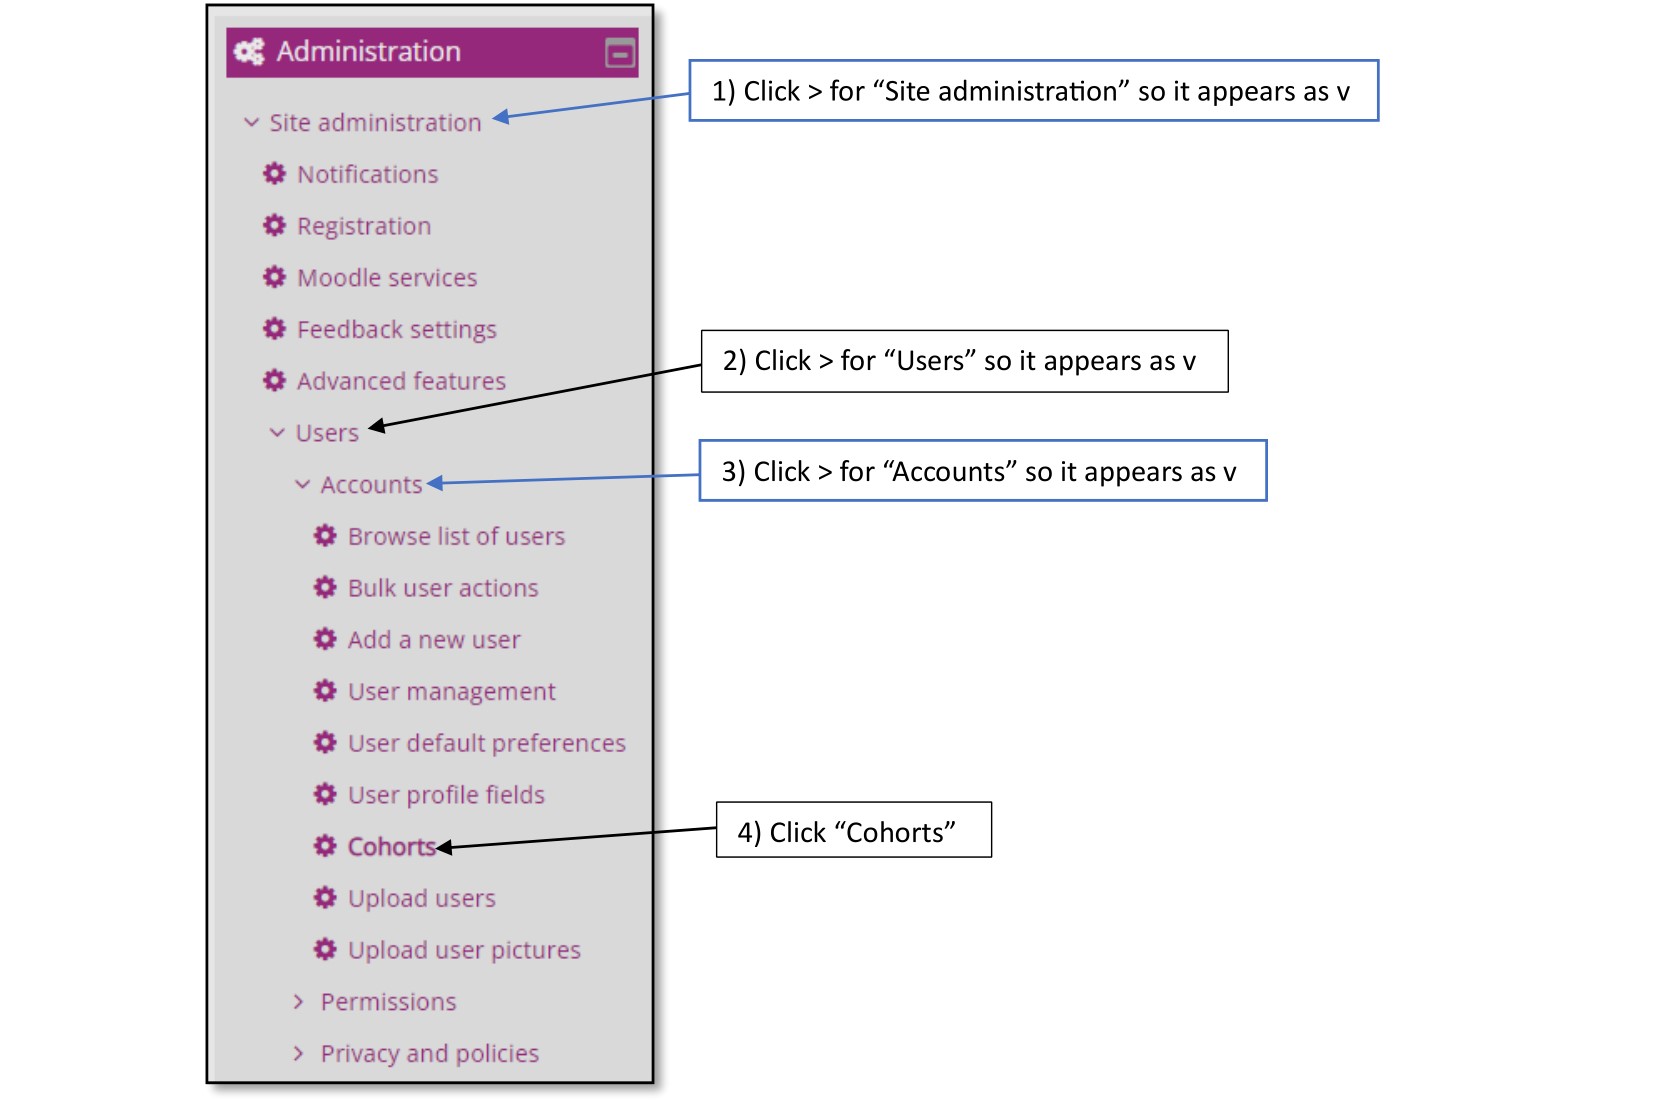 Administration
1) Click > for “Site administration” so it appears as v
Site administration
Notifications
Registration
Moodle services
Feedback settings
2) Click > for “Users” so it appears as v
Advanced features
Users
3) Click > for “Accounts” so it appears as v
Accounts
Browse list of users
Bulk user actions
Add a new user
User management
User default preferences
User profile fields
4) Click “Cohorts”
Cohorts
Upload users
Upload user pictures
Permissions
Privacy and policies